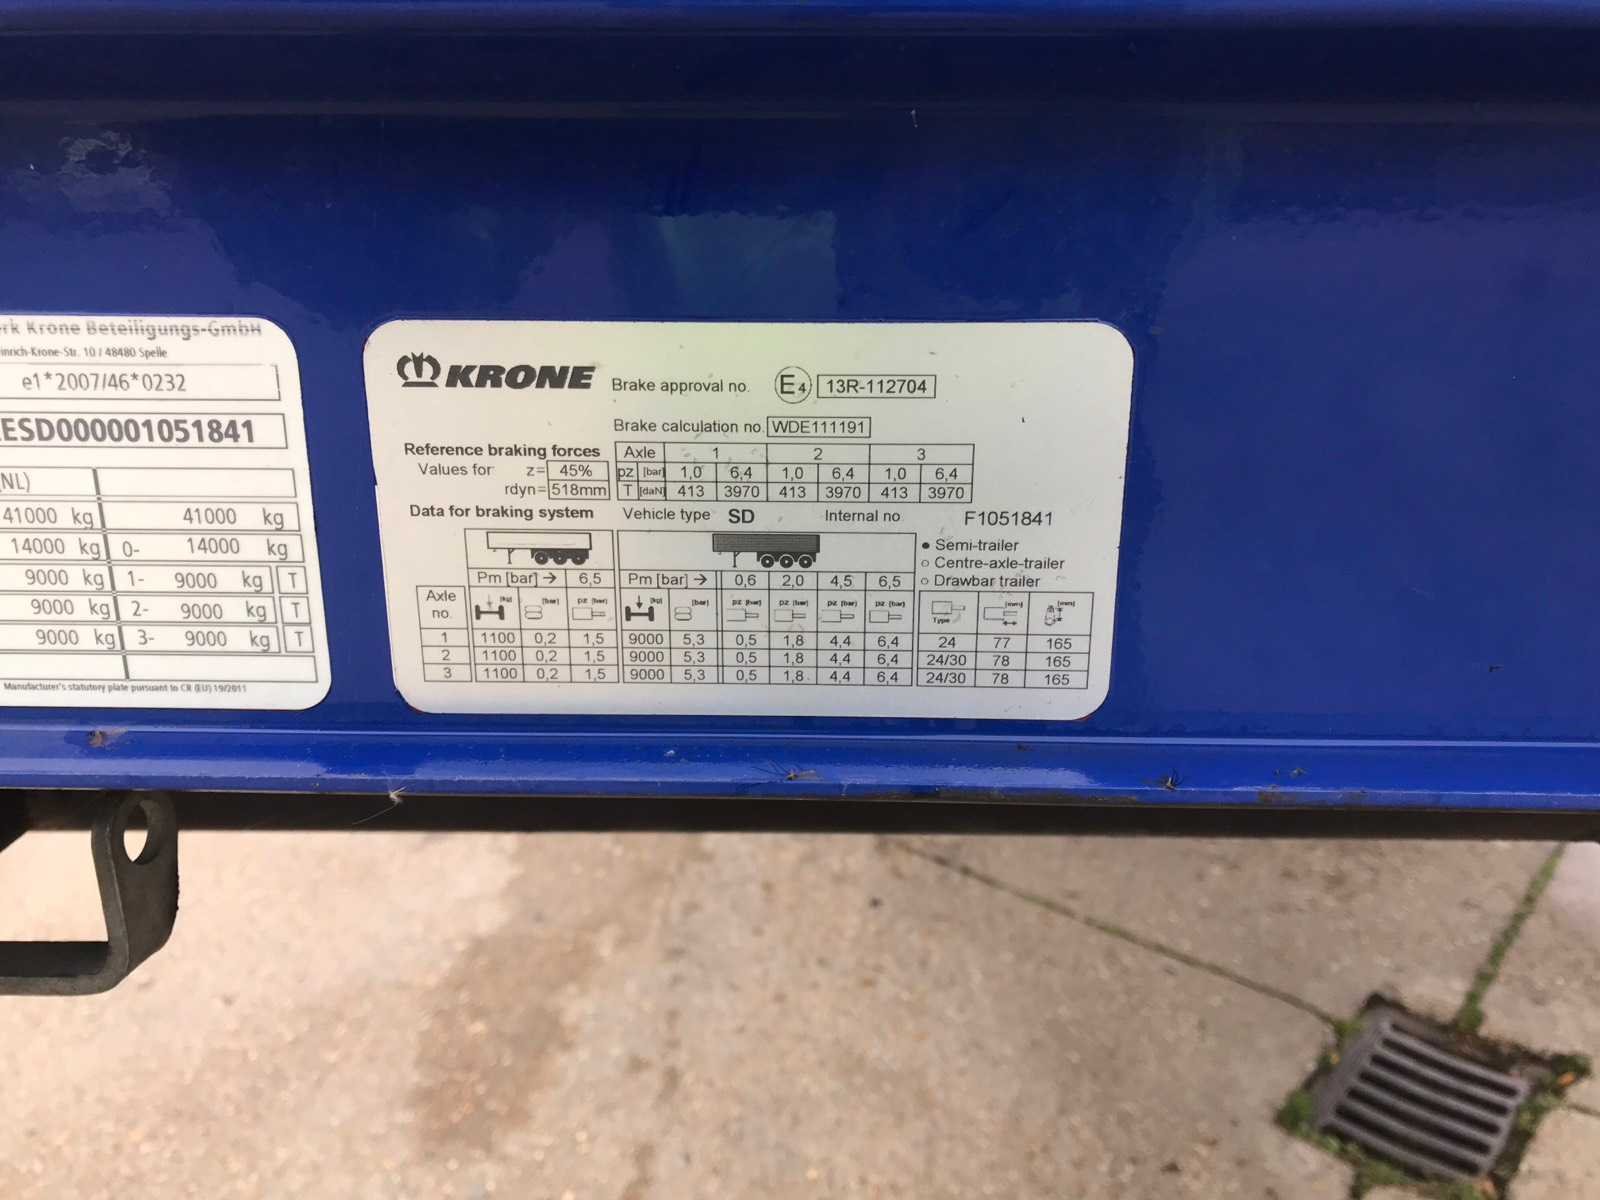 rk Krone Beteiligungs-GmbH
inrich-Krone-Str. 10 / 48480 Spelle
e1*2007/46*0232
ESD000001051841
(NL)
41000 kg 41000 kg
14000 kg 0- 14000 kg
9000 kg 1- 9000 kg T
9000 kg 2- 9000 kg T
9000 kg 3- 9000 kg T
Manufacturer's statutory plate pursuant to CR (EU) 19/2011
KRONE Brake approval no. E4 13R-112704
Brake calculation no. WDE111191
Reference braking forces Axle 1 2 3
Values for z= 45% pz [bar] 1,0 6,4 1,0 6,4 1,0 6,4
rdyn= 518mm T [daN] 413 3970 413 3970 413 3970
Data for braking system Vehicle type SD Internal no F1051841
Semi-trailer
Centre-axle-trailer
Pm [bar] → 6,5 Pm [bar] → 0,6 2,0 4,5 6,5 Drawbar trailer
Axle no. [kg] [bar] pz [bar] [kg] [bar] pz [bar] pz [bar] pz [bar] pz [bar] Type [mm] [mm]
1 1100 0,2 1,5 9000 5,3 0,5 1,8 4,4 6,4 24 77 165
2 1100 0,2 1,5 9000 5,3 0,5 1,8 4,4 6,4 24/30 78 165
3 1100 0,2 1,5 9000 5,3 0,5 1,8 4,4 6,4 24/30 78 165